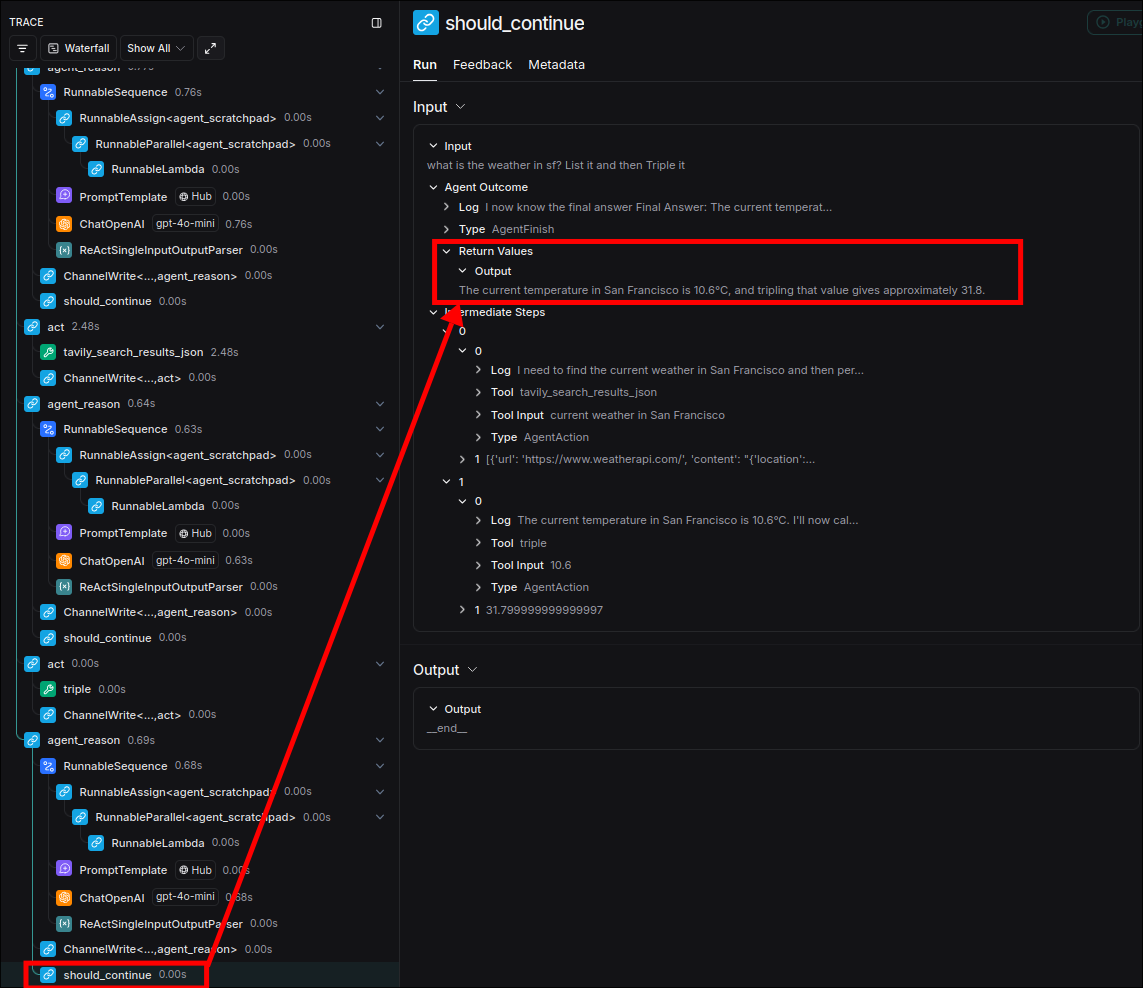 TRACE
Waterfall
Show All
agent_reason 0.77s
RunnableSequence 0.76s
RunnableAssign<agent_scratchpad> 0.00s
RunnableParallel<agent_scratchpad> 0.00s
RunnableLambda 0.00s
PromptTemplate Hub 0.00s
ChatOpenAI gpt-4o-mini 0.76s
ReActSingleInputOutputParser 0.00s
ChannelWrite<...,agent_reason> 0.00s
should_continue 0.00s
act 2.48s
tavily_search_results_json 2.48s
ChannelWrite<...,act> 0.00s
agent_reason 0.64s
RunnableSequence 0.63s
RunnableAssign<agent_scratchpad> 0.00s
RunnableParallel<agent_scratchpad> 0.00s
RunnableLambda 0.00s
PromptTemplate Hub 0.00s
ChatOpenAI gpt-4o-mini 0.63s
ReActSingleInputOutputParser 0.00s
ChannelWrite<...,agent_reason> 0.00s
should_continue 0.00s
act 0.00s
triple 0.00s
ChannelWrite<...,act> 0.00s
agent_reason 0.69s
RunnableSequence 0.68s
RunnableAssign<agent_scratchpad> 0.00s
RunnableParallel<agent_scratchpad> 0.00s
RunnableLambda 0.00s
PromptTemplate Hub 0.00s
ChatOpenAI gpt-4o-mini 0.68s
ReActSingleInputOutputParser 0.00s
ChannelWrite<...,agent_reason> 0.00s
should_continue 0.00s
should_continue
Run Feedback Metadata
Input
Input
what is the weather in sf? List it and then Triple it
Agent Outcome
Log I now know the final answer Final Answer: The current temperat...
Type AgentFinish
Return Values
Output
The current temperature in San Francisco is 10.6°C, and tripling that value gives approximately 31.8.
Intermediate Steps
0
0
Log I need to find the current weather in San Francisco and then per...
Tool tavily_search_results_json
Tool Input current weather in San Francisco
Type AgentAction
1 [{'url': 'https://www.weatherapi.com/', 'content': "{'location':...
1
0
Log The current temperature in San Francisco is 10.6°C. I'll now cal...
Tool triple
Tool Input 10.6
Type AgentAction
1 31.799999999999997
Output
Output
__end__